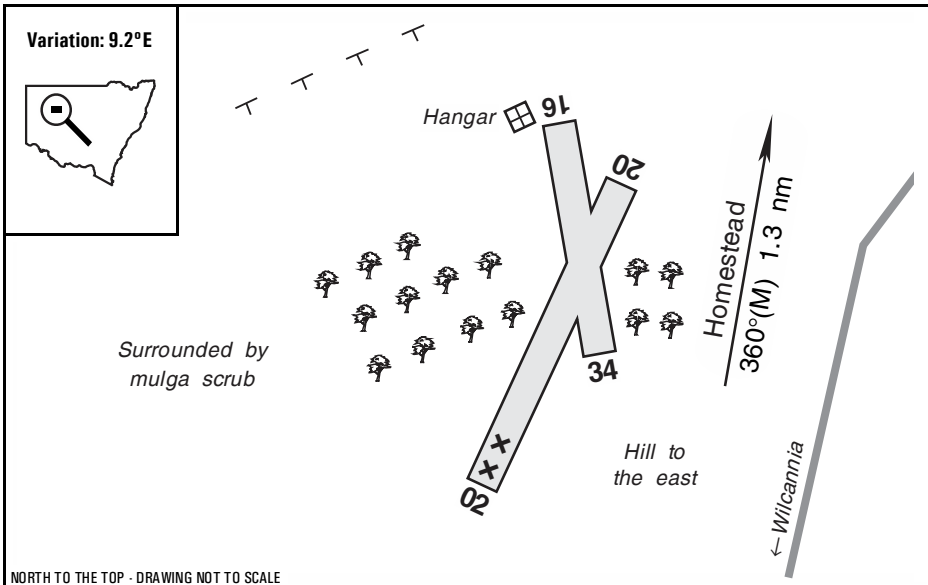 Variation: 9.2°E
Hangar
16
20
Homestead
360°(M) 1.3 nm
Surrounded by
mulga scrub
34
Hill to
the east
02
←Wilcannia
NORTH TO THE TOP - DRAWING NOT TO SCALE